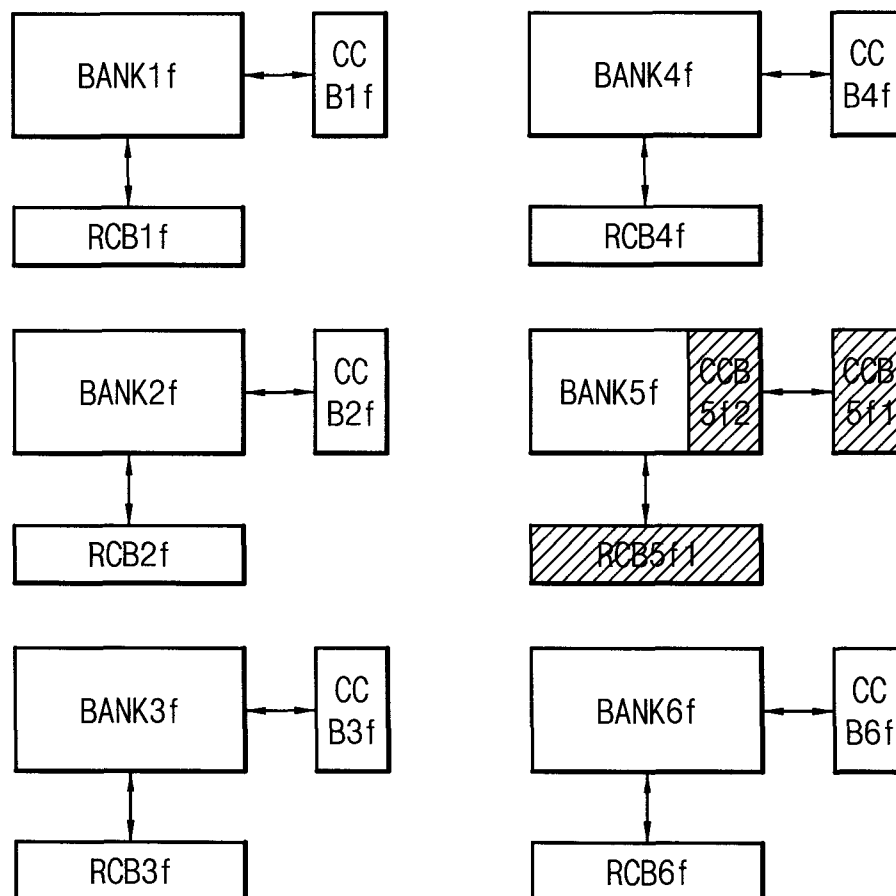 BANK1f
CC
B1f
RCB1f
BANK4f
CC
B4f
RCB4f
BANK2f
CC
B2f
RCB2f
BANK5f
CCB
5f2
CCB
5f1
RCB5f1
BANK3f
CC
B3f
RCB3f
BANK6f
CC
B6f
RCB6f